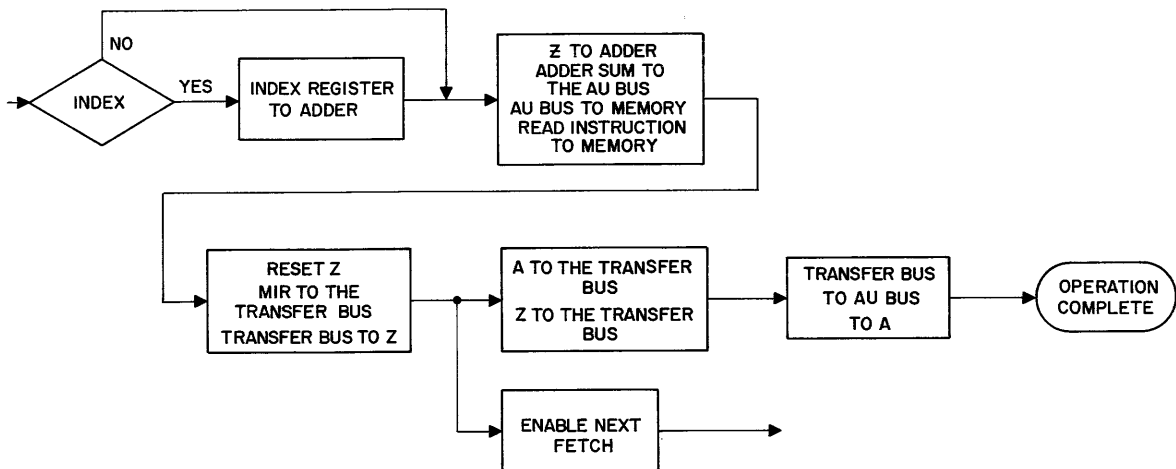 NO
INDEX
YES
INDEX REGISTER
TO ADDER
Z TO ADDER
ADDER SUM TO
THE AU BUS
AU BUS TO MEMORY
READ INSTRUCTION
TO MEMORY
RESET Z
MIR TO THE
TRANSFER BUS
TRANSFER BUS TO Z
A TO THE TRANSFER
BUS
Z TO THE TRANSFER
BUS
TRANSFER BUS
TO AU BUS
TO A
OPERATION
COMPLETE
ENABLE NEXT
FETCH